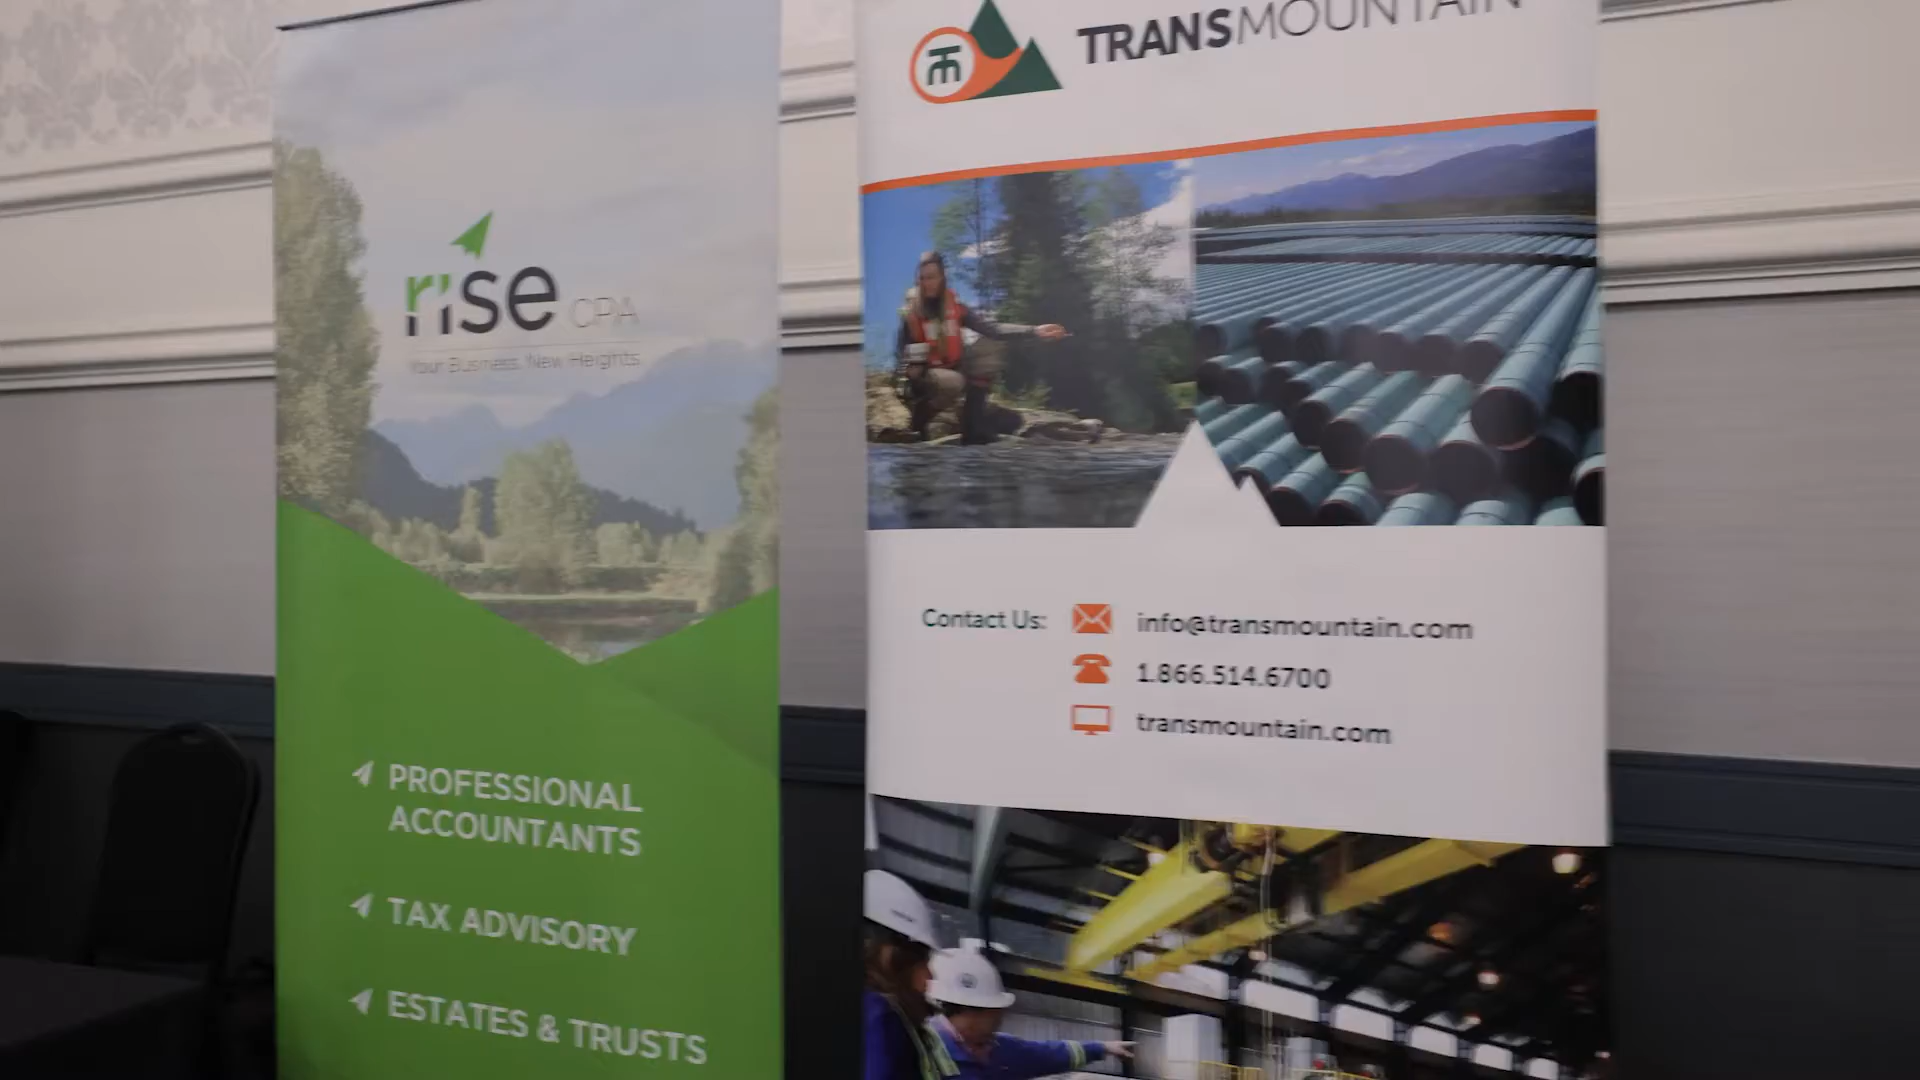 rise CPA
Your Business. New Heights.
PROFESSIONAL
ACCOUNTANTS
TAX ADVISORY
ESTATES & TRUSTS
TRANSMOUNTAIN
Contact Us:
info@transmountain.com
1.866.514.6700
transmountain.com